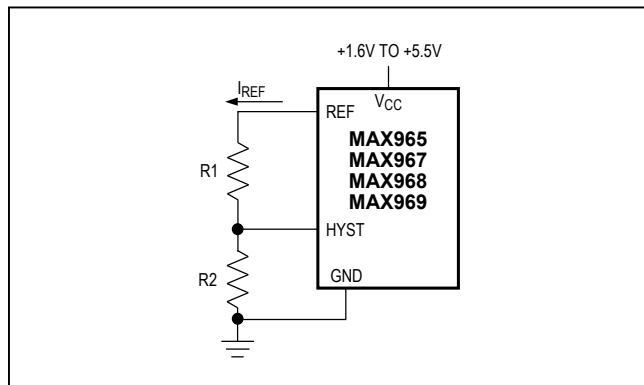 +1.6V TO +5.5V
IREF
VCC
REF
MAX965
MAX967
MAX968
MAX969
R1
HYST
R2
GND